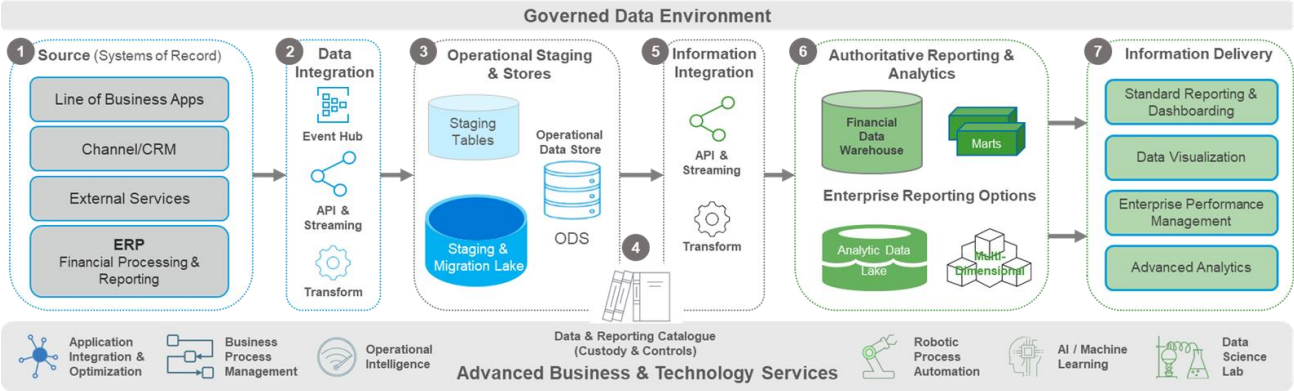 Governed Data Environment
1
Source (Systems of Record)
Line of Business Apps
Channel/CRM
External Services
ERP
Financial Processing &
Reporting
2
Data
Integration
Event Hub
API &
Streaming
Transform
3
Operational Staging
& Stores
Staging
Tables
Operational
Data Store
Staging &
Migration Lake
ODS
4
5
Information
Integration
API &
Streaming
Transform
6
Authoritative Reporting &
Analytics
Financial
Data
Warehouse
Marts
Enterprise Reporting Options
Analytic Data
Lake
Multi-
Dimensional
7
Information Delivery
Standard Reporting &
Dashboarding
Data Visualization
Enterprise Performance
Management
Advanced Analytics
Application
Integration &
Optimization
Business
Process
Management
Operational
Intelligence
Data & Reporting Catalogue
(Custody & Controls)
Advanced Business & Technology Services
Robotic
Process
Automation
AI / Machine
Learning
Data
Science
Lab